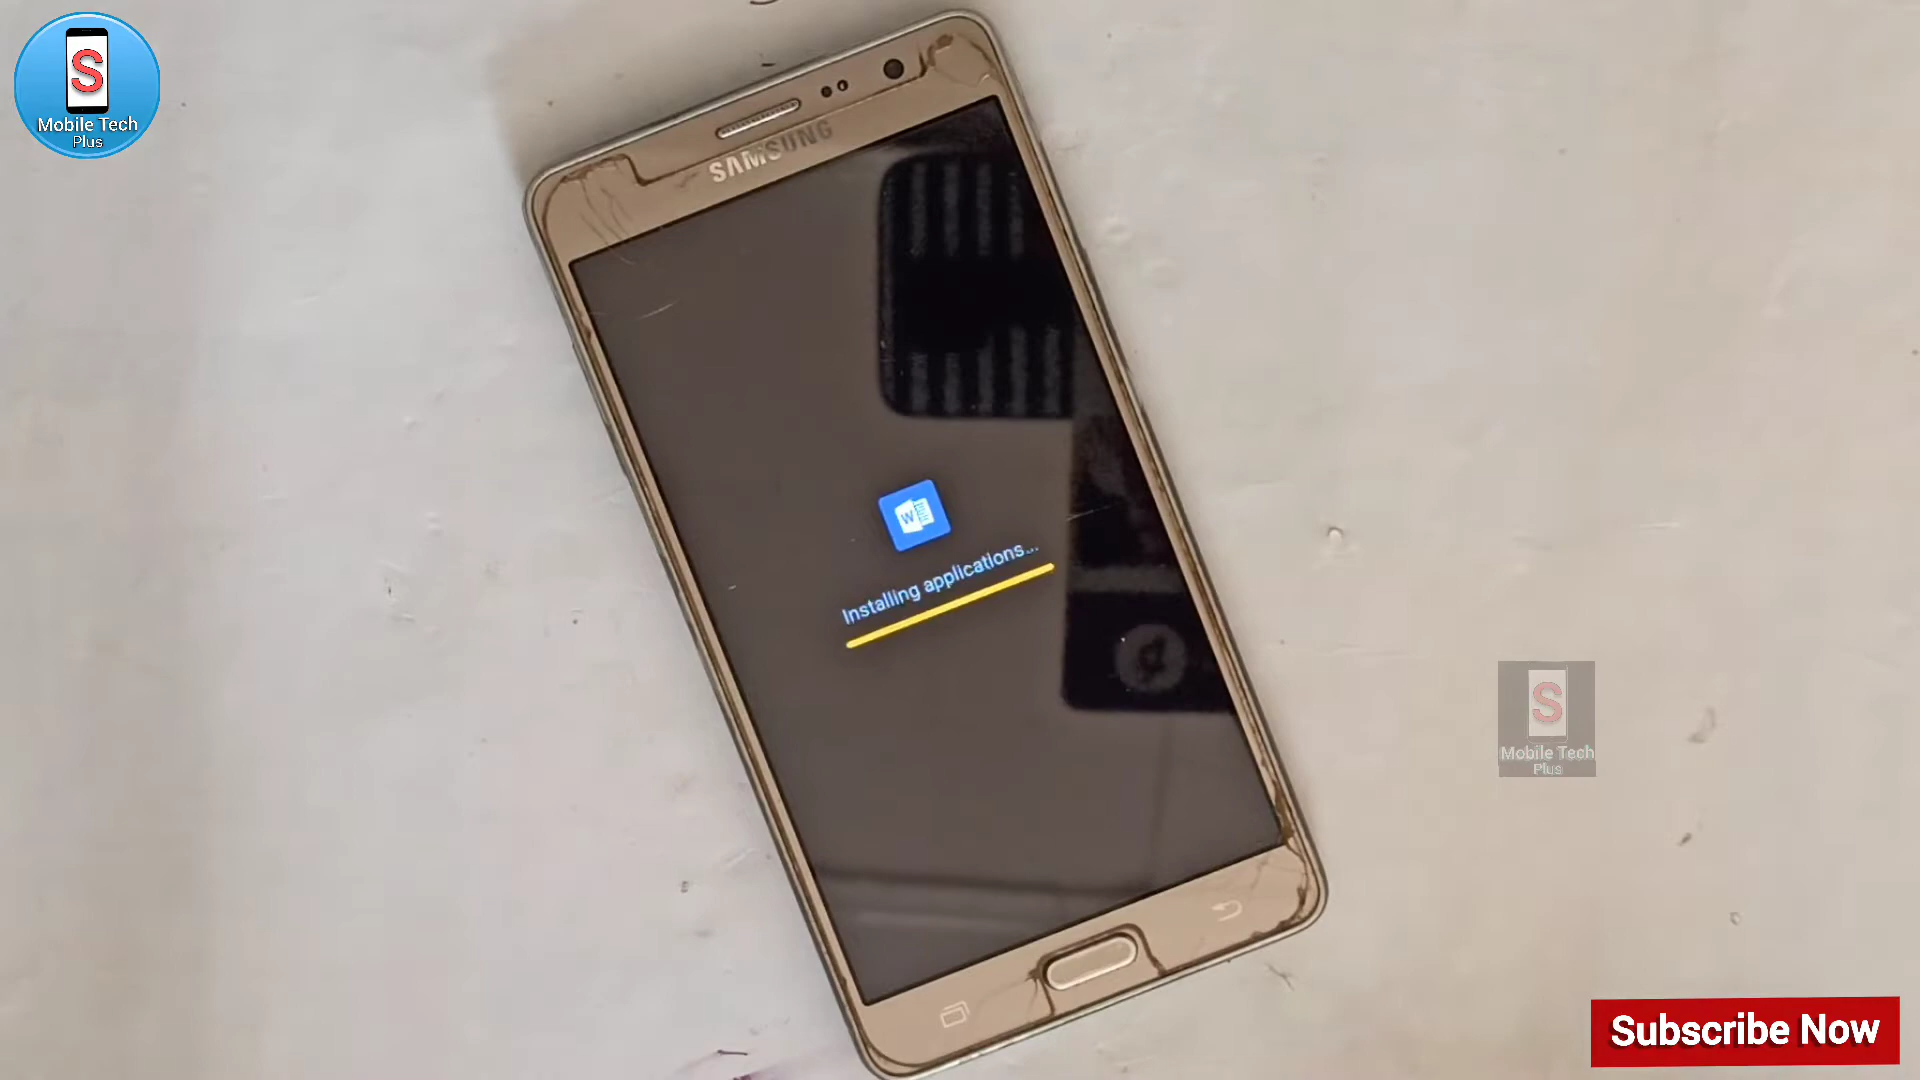 S
Mobile Tech
Plus
SAMSUNG
W
Installing applications...
S
Mobile Tech
Plus
Subscribe Now